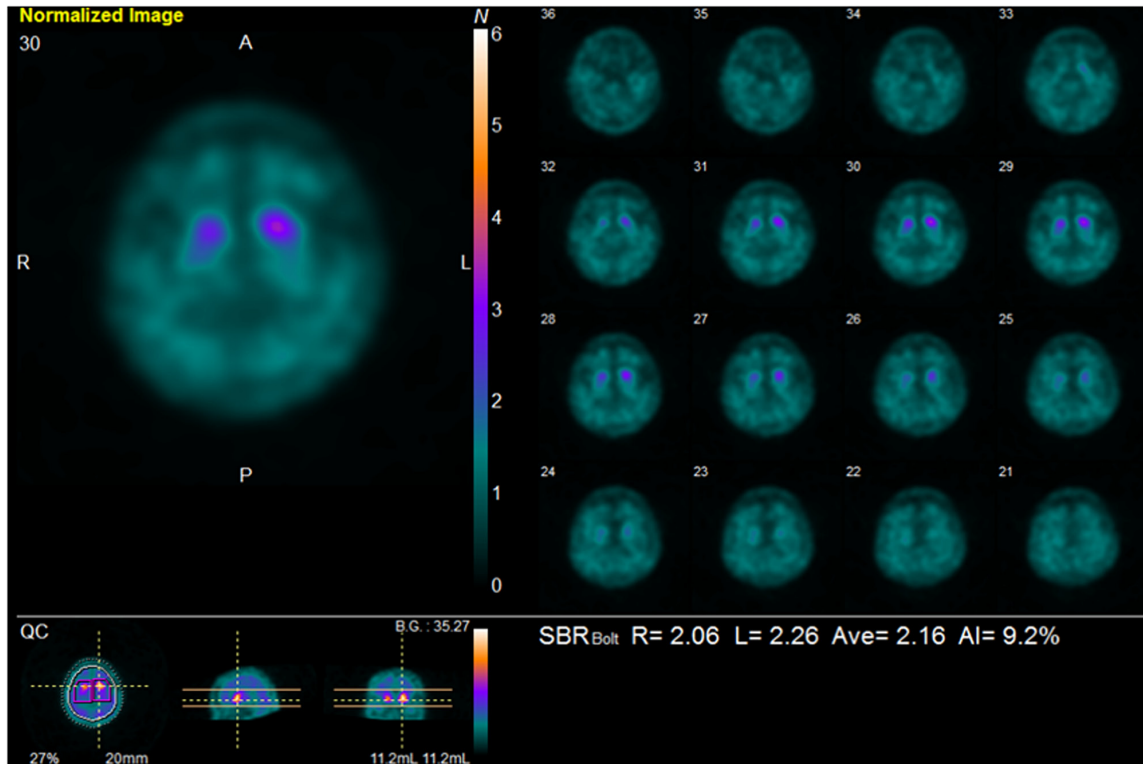 Normalized Image
N
30
A
R
L
P
6
5
4
3
2
1
0
36 35 34 33
32 31 30 29
28 27 26 25
24 23 22 21
QC
B.G. : 35.27
27% 20mm 11.2mL 11.2mL
SBR Bolt R= 2.06 L= 2.26 Ave= 2.16 AI= 9.2%